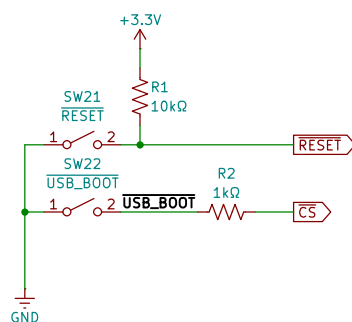 +3.3V
R1
10kΩ
SW21
RESET
1 2
RESET
SW22
USB_BOOT
1 2
USB_BOOT
R2
1kΩ
CS
GND